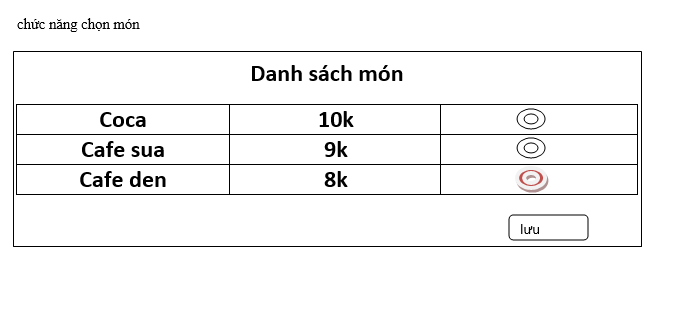 chức năng chọn món
Danh sách món
Coca 10k
Cafe sua 9k
Cafe den 8k
lưu